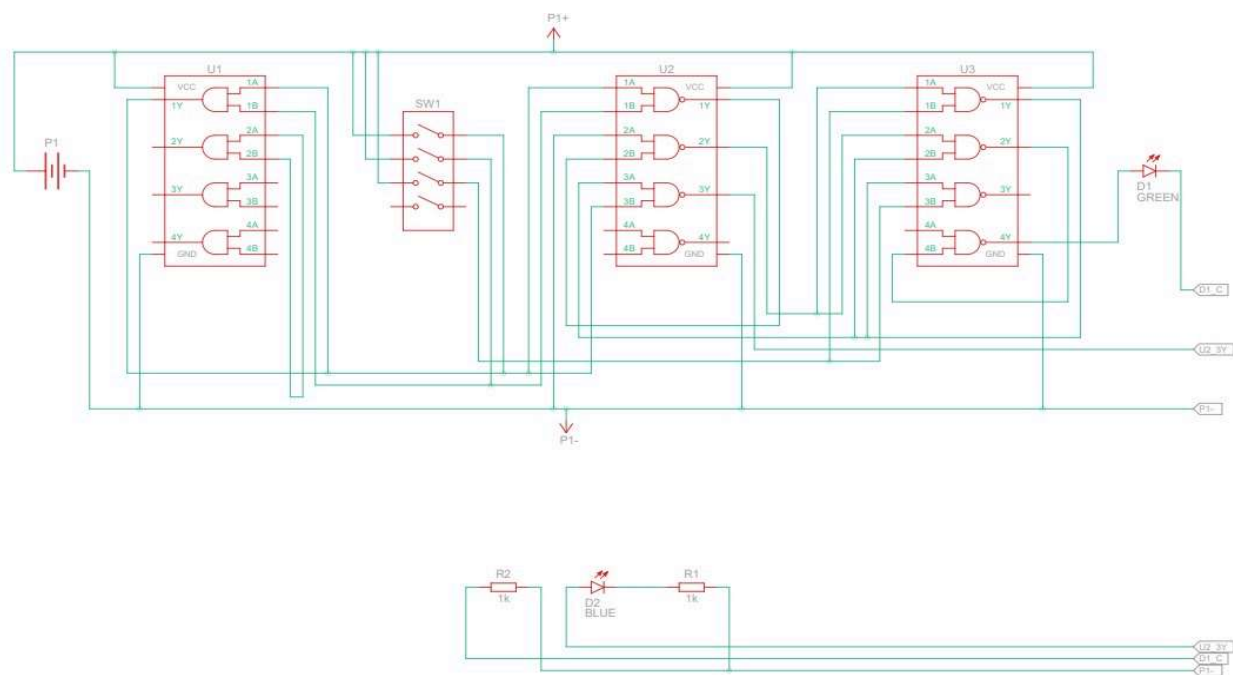 P1+
U1
U2
U3
VCC
1A
1Y
1B
2A
2Y
2B
3A
3Y
3B
4A
4Y
4B
GND
SW1
1A
VCC
1B
1Y
2A
2B
2Y
3A
3B
3Y
4A
4B
4Y
GND
1A
VCC
1B
1Y
2A
2B
2Y
3A
3B
3Y
4A
4B
4Y
GND
P1
D1
GREEN
D1_C
U2_3Y
P1-
P1-
R2
1k
D2
BLUE
R1
1k
U2_3Y
D1_C
P1-